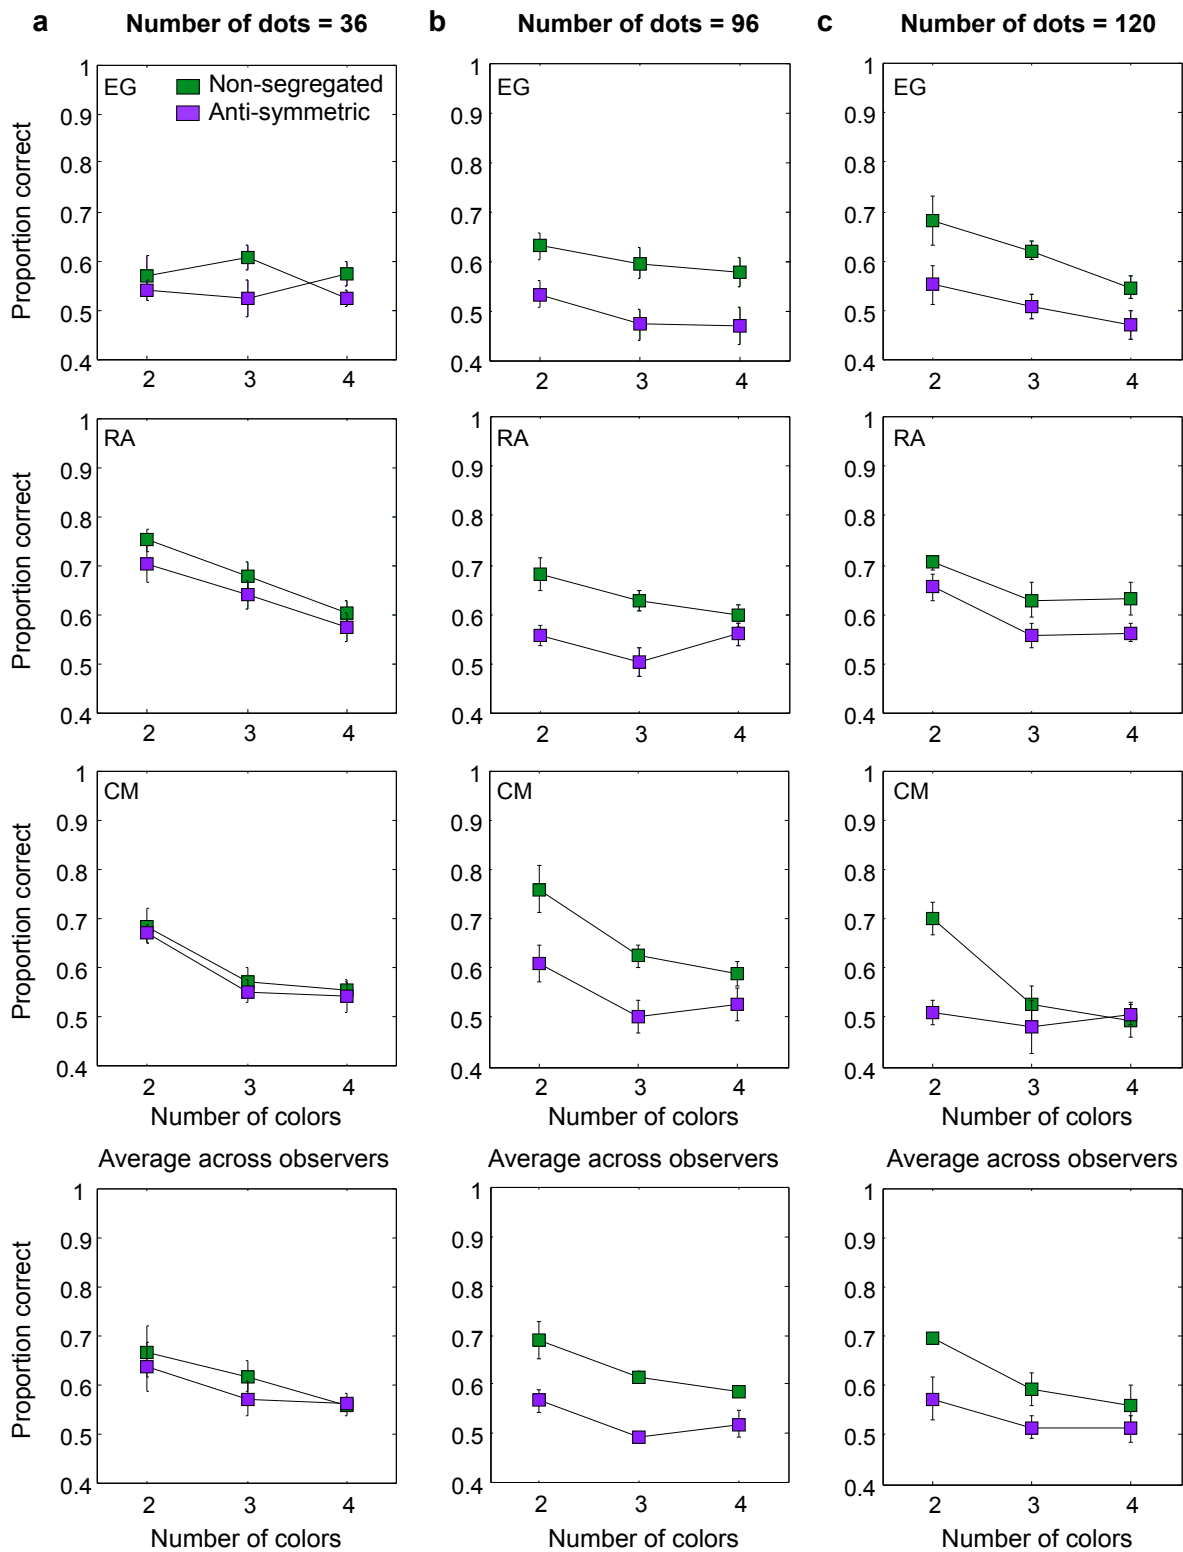 a Number of dots = 36 b Number of dots = 96 c Number of dots = 120
EG
Non-segregated
Anti-symmetric
Proportion correct
1
0.9
0.8
0.7
0.6
0.5
0.4
2 3 4
EG
1
0.9
0.8
0.7
0.6
0.5
0.4
2 3 4
EG
1
0.9
0.8
0.7
0.6
0.5
0.4
2 3 4
RA
Proportion correct
1
0.9
0.8
0.7
0.6
0.5
0.4
2 3 4
RA
1
0.9
0.8
0.7
0.6
0.5
0.4
2 3 4
RA
1
0.9
0.8
0.7
0.6
0.5
0.4
2 3 4
CM
Proportion correct
1
0.9
0.8
0.7
0.6
0.5
0.4
2 3 4
Number of colors
CM
1
0.9
0.8
0.7
0.6
0.5
0.4
2 3 4
Number of colors
CM
1
0.9
0.8
0.7
0.6
0.5
0.4
2 3 4
Number of colors
Average across observers
Proportion correct
1
0.9
0.8
0.7
0.6
0.5
0.4
2 3 4
Number of colors
Average across observers
1
0.9
0.8
0.7
0.6
0.5
0.4
2 3 4
Number of colors
Average across observers
1
0.9
0.8
0.7
0.6
0.5
0.4
2 3 4
Number of colors